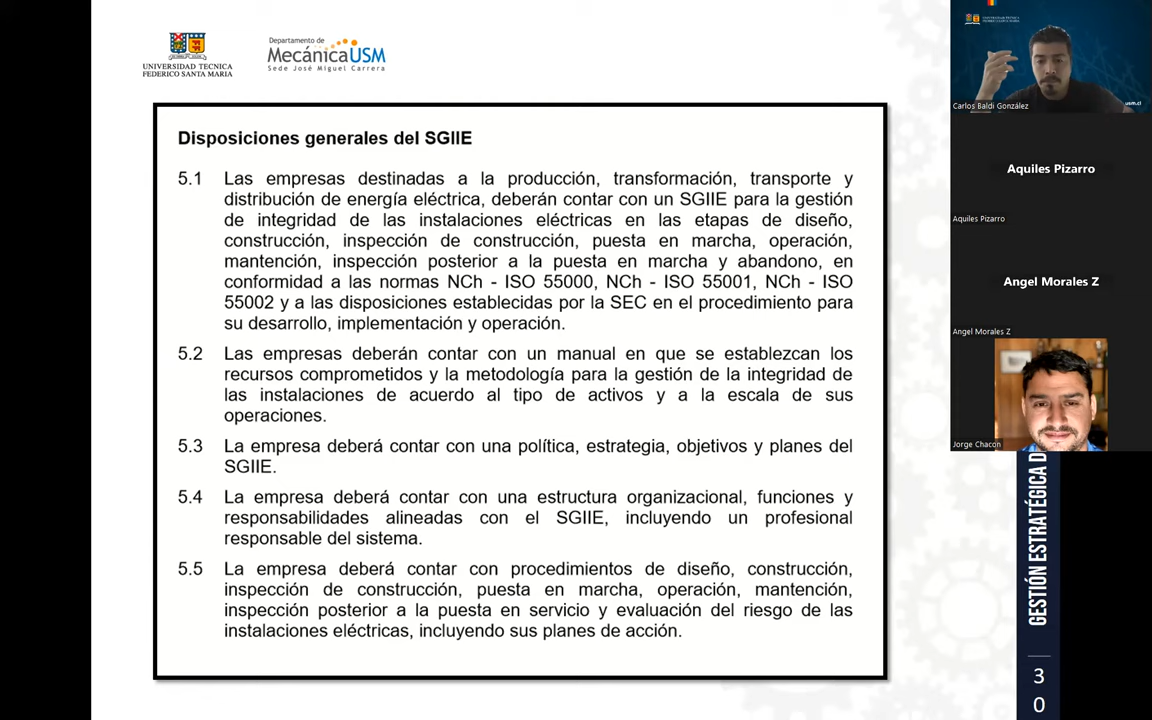 UNIVERSIDAD TECNICA
FEDERICO SANTA MARIA
Departamento de
MecánicaUSM
Sede José Miguel Carrera
Disposiciones generales del SGIIE
5.1 Las empresas destinadas a la producción, transformación, transporte y
distribución de energía eléctrica, deberán contar con un SGIIE para la gestión
de integridad de las instalaciones eléctricas en las etapas de diseño,
construcción, inspección de construcción, puesta en marcha, operación,
mantención, inspección posterior a la puesta en marcha y abandono, en
conformidad a las normas NCh - ISO 55000, NCh - ISO 55001, NCh - ISO
55002 y a las disposiciones establecidas por la SEC en el procedimiento para
su desarrollo, implementación y operación.
5.2 Las empresas deberán contar con un manual en que se establezcan los
recursos comprometidos y la metodología para la gestión de la integridad de
las instalaciones de acuerdo al tipo de activos y a la escala de sus
operaciones.
5.3 La empresa deberá contar con una política, estrategia, objetivos y planes del
SGIIE.
5.4 La empresa deberá contar con una estructura organizacional, funciones y
responsabilidades alineadas con el SGIIE, incluyendo un profesional
responsable del sistema.
5.5 La empresa deberá contar con procedimientos de diseño, construcción,
inspección de construcción, puesta en marcha, operación, mantención,
inspección posterior a la puesta en servicio y evaluación del riesgo de las
instalaciones eléctricas, incluyendo sus planes de acción.
usm.cl
Carlos Baldi González
Aquiles Pizarro
Aquiles Pizarro
Angel Morales Z
Angel Morales Z
Jorge Chacon
GESTIÓN ESTRATÉGICA D
3
0